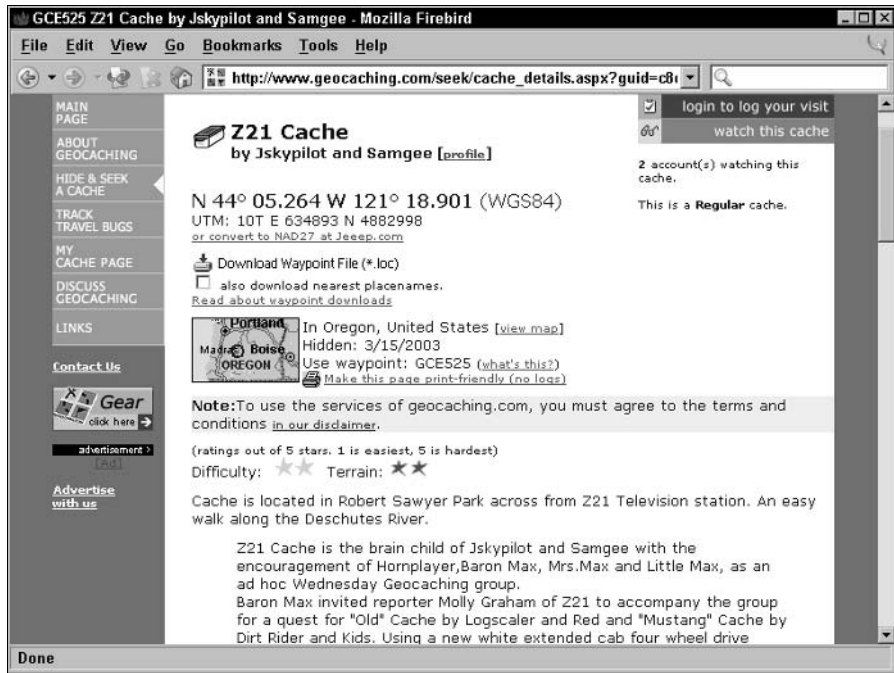 GCE525 Z21 Cache by Jskypilot and Samgee - Mozilla Firebird
File Edit View Go Bookmarks Tools Help
http://www.geocaching.com/seek/cache_details.aspx?guid=c8
MAIN
PAGE
ABOUT
GEOCACHING
HIDE & SEEK
A CACHE
TRACK
TRAVEL BUGS
MY
CACHE PAGE
DISCUSS
GEOCACHING
LINKS
Contact Us
Gear
click here
advertisement >
[Ad]
Advertise
with us
Z21 Cache
by Jskypilot and Samgee [profile]
N 44° 05.264 W 121° 18.901 (WGS84)
UTM: 10T E 634893 N 4882998
or convert to NAD27 at Jeeep.com
Download Waypoint File (*.loc)
also download nearest placenames.
Read about waypoint downloads
Portland
Madras Boise
OREGON
In Oregon, United States [view map]
Hidden: 3/15/2003
Use waypoint: GCE525 (what's this?)
Make this page print-friendly (no logs)
Note:To use the services of geocaching.com, you must agree to the terms and
conditions in our disclaimer.
(ratings out of 5 stars. 1 is easiest, 5 is hardest)
Difficulty: Terrain:
Cache is located in Robert Sawyer Park across from Z21 Television station. An easy
walk along the Deschutes River.
Z21 Cache is the brain child of Jskypilot and Samgee with the
encouragement of Hornplayer,Baron Max, Mrs.Max and Little Max, as an
ad hoc Wednesday Geocaching group.
Baron Max invited reporter Molly Graham of Z21 to accompany the group
for a quest for "Old" Cache by Logscaler and Red and "Mustang" Cache by
Dirt Rider and Kids. Using a new white extended cab four wheel drive
login to log your visit
watch this cache
2 account(s) watching this
cache.
This is a Regular cache.
Done